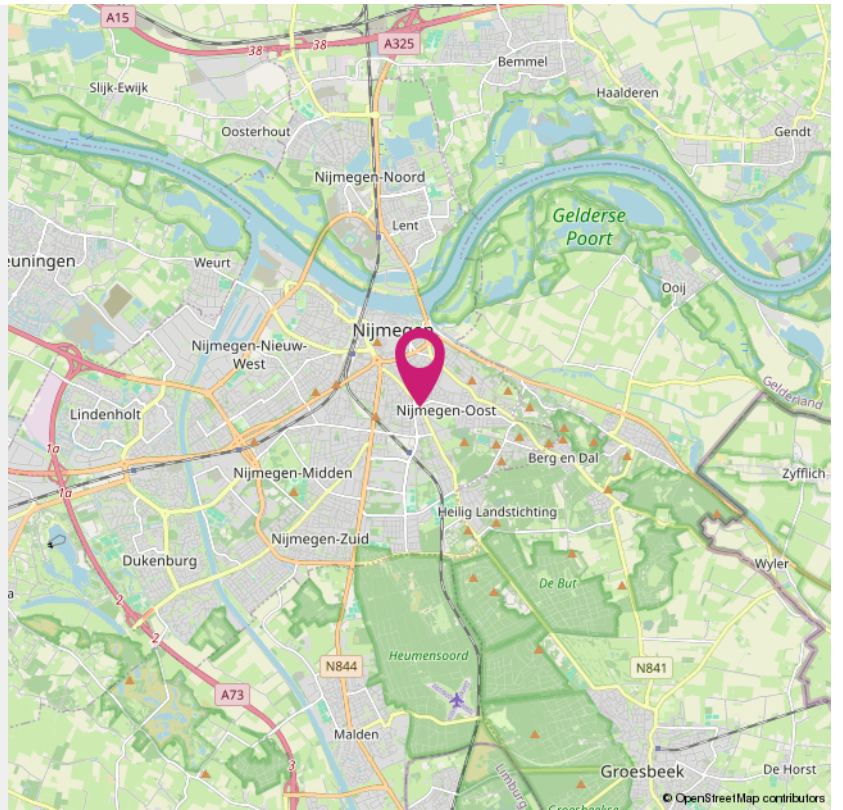 A15
38
38
A325
Bemmel
Slijk-Ewijk
Haalderen
Oosterhout
Gendt
Nijmegen-Noord
Gelderse
Poort
Lent
euningen
Weurt
Ooij
Nijmegen
Nijmegen-Nieuw-
West
Gelderland
Lindenholt
Nijmegen-Oost
1a
Berg en Dal
Nijmegen-Midden
Zyfflich
1a
Heilig Landstichting
Nijmegen-Zuid
Dukenburg
Wyler
De But
a
2
2
Heumensoord
N844
N841
A73
Malden
3
Limburg
Groesbeek
De Horst
© OpenStreetMap contributors
Groesbeekse